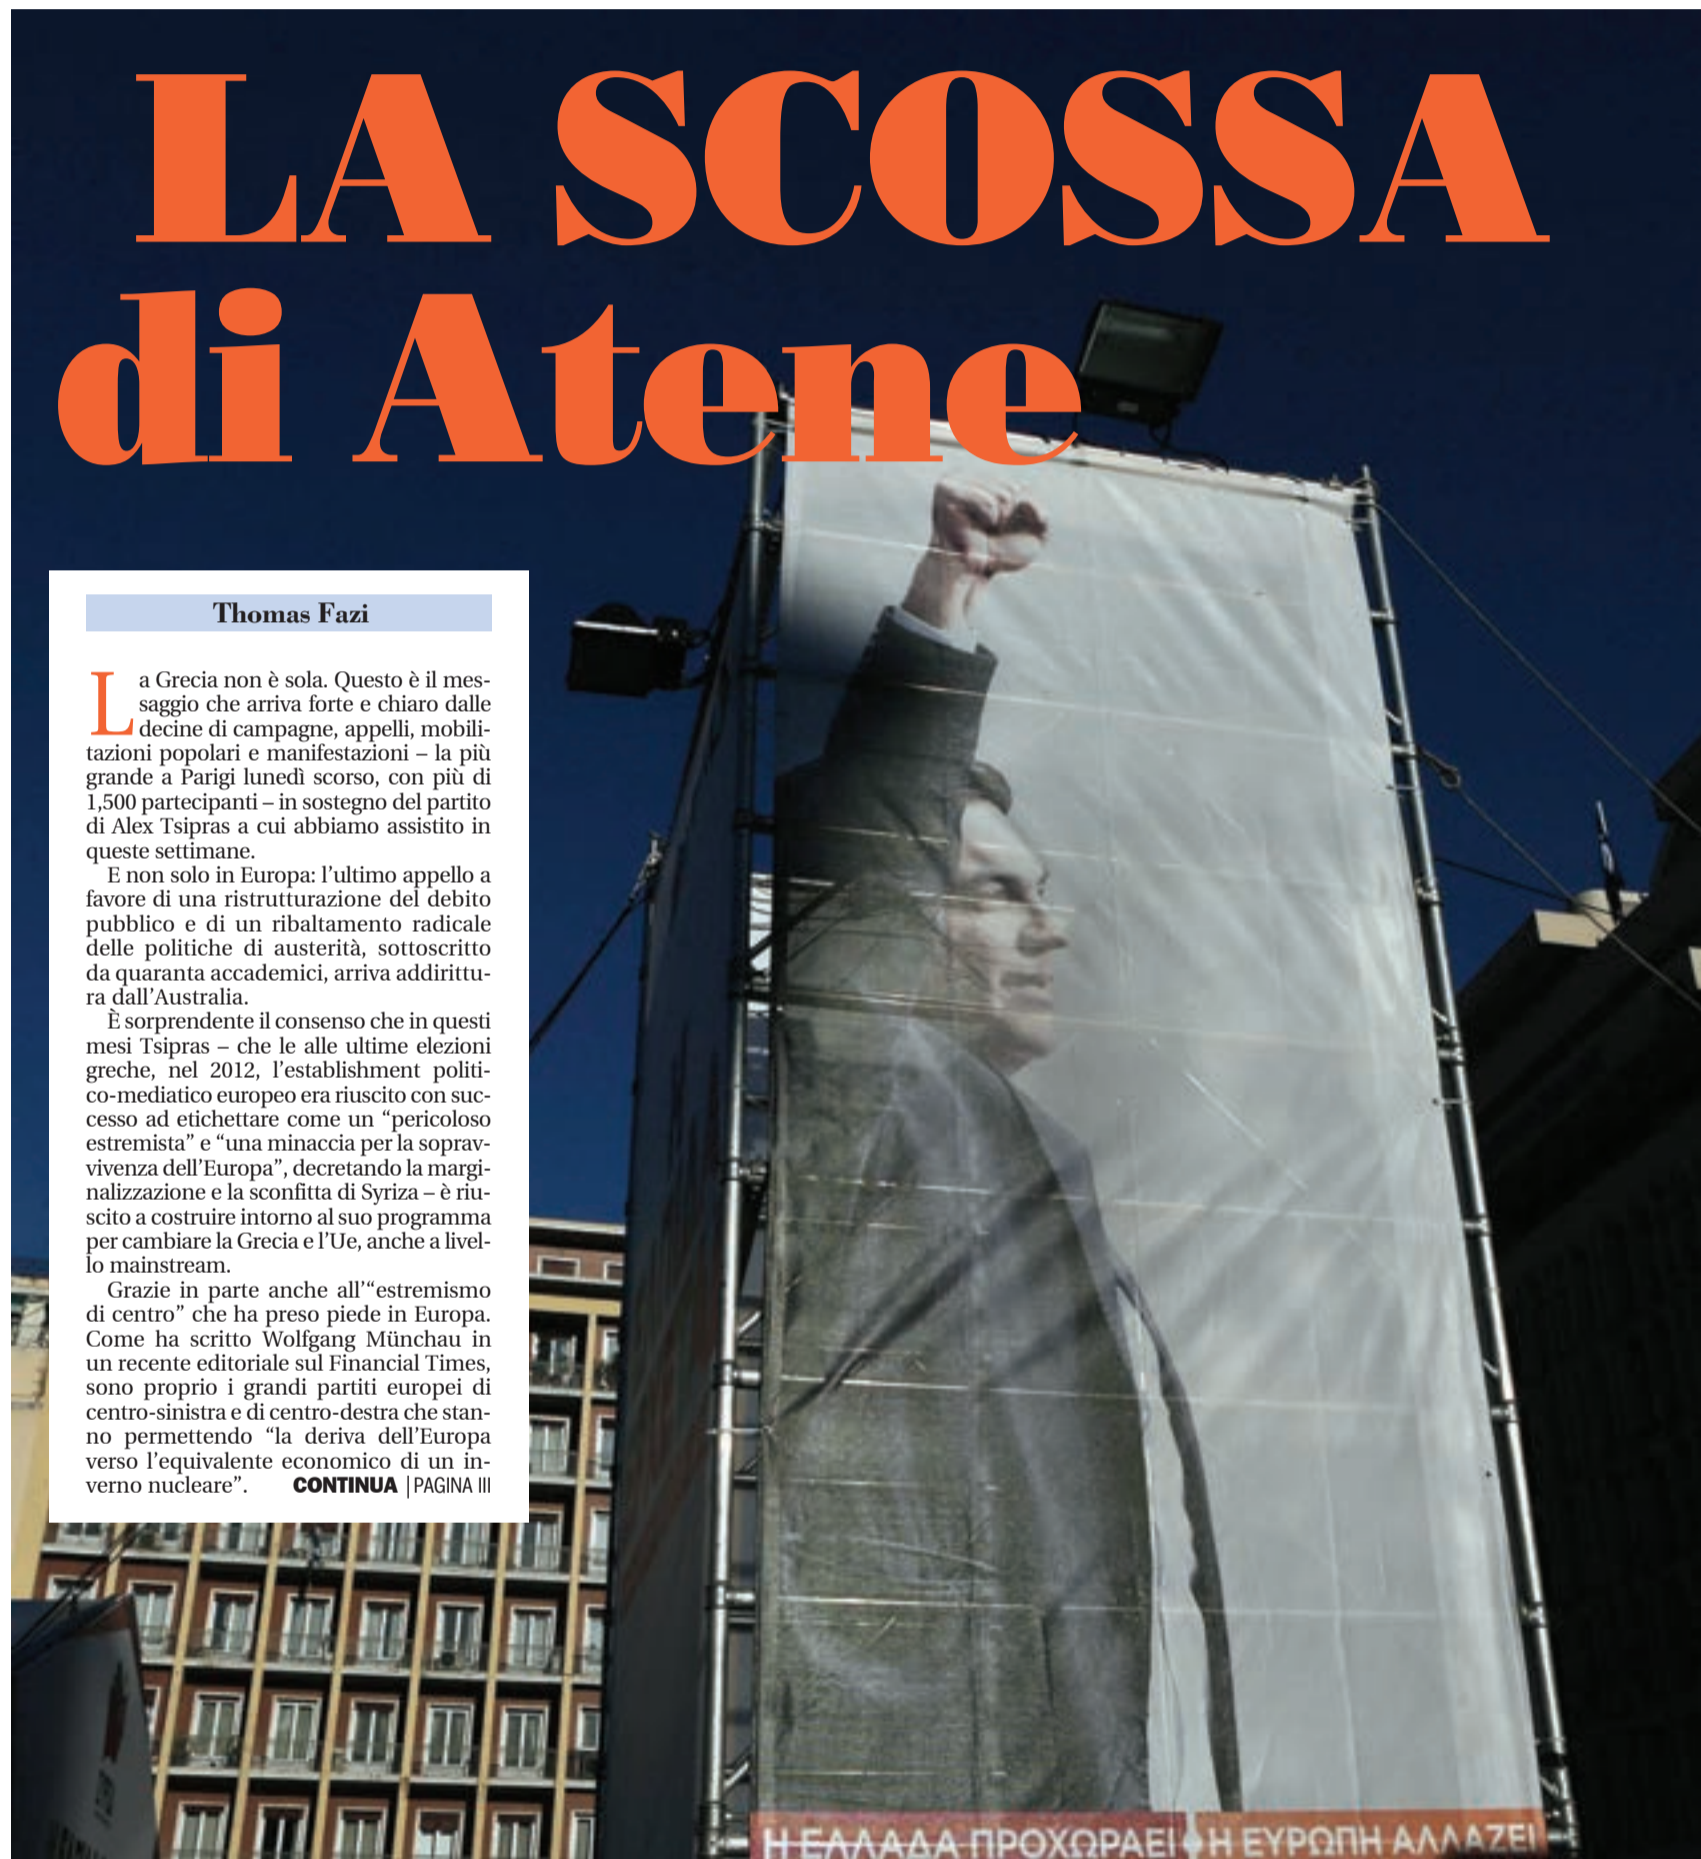 LA SCOSSA
di Atene
Thomas Fazi
La Grecia non è sola. Questo è il mes-
saggio che arriva forte e chiaro dalle
decine di campagne, appelli, mobili-
tazioni popolari e manifestazioni – la più
grande a Parigi lunedì scorso, con più di
1,500 partecipanti – in sostegno del partito
di Alex Tsipras a cui abbiamo assistito in
queste settimane.
E non solo in Europa: l’ultimo appello a
favore di una ristrutturazione del debito
pubblico e di un ribaltamento radicale
delle politiche di austerità, sottoscritto
da quaranta accademici, arriva addirittu-
ra dall’Australia.
È sorprendente il consenso che in questi
mesi Tsipras – che le alle ultime elezioni
greche, nel 2012, l’establishment politi-
co-mediatico europeo era riuscito con suc-
cesso ad etichettare come un “pericoloso
estremista” e “una minaccia per la soprav-
vivenza dell’Europa”, decretando la margi-
nalizzazione e la sconfitta di Syriza – è riu-
scito a costruire intorno al suo programma
per cambiare la Grecia e l’Ue, anche a livel-
lo mainstream.
Grazie in parte anche all’“estremismo
di centro” che ha preso piede in Europa.
Come ha scritto Wolfgang Münchau in
un recente editoriale sul Financial Times,
sono proprio i grandi partiti europei di
centro-sinistra e di centro-destra che stan-
no permettendo “la deriva dell’Europa
verso l’equivalente economico di un in-
verno nucleare”. CONTINUA |PAGINA III
Η ΕΛΛΑΔΑ ΠΡΟΧΩΡΑΕΙ Η ΕΥΡΩΠΗ ΑΛΛΑΖΕΙ